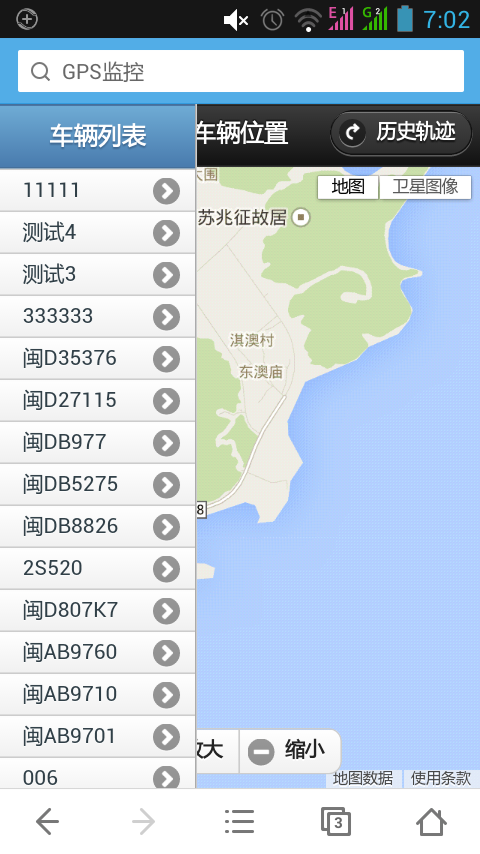 E 1 G 2 7:02
GPS监控
车辆列表
车辆位置
历史轨迹
地图
卫星图像
11111
测试4
测试3
333333
闽D35376
闽D27115
闽DB977
闽DB5275
闽DB8826
2S520
闽D807K7
闽AB9760
闽AB9710
闽AB9701
006
大围
苏兆征故居
淇澳村
东澳庙
8
大
缩小
地图数据
使用条款
3